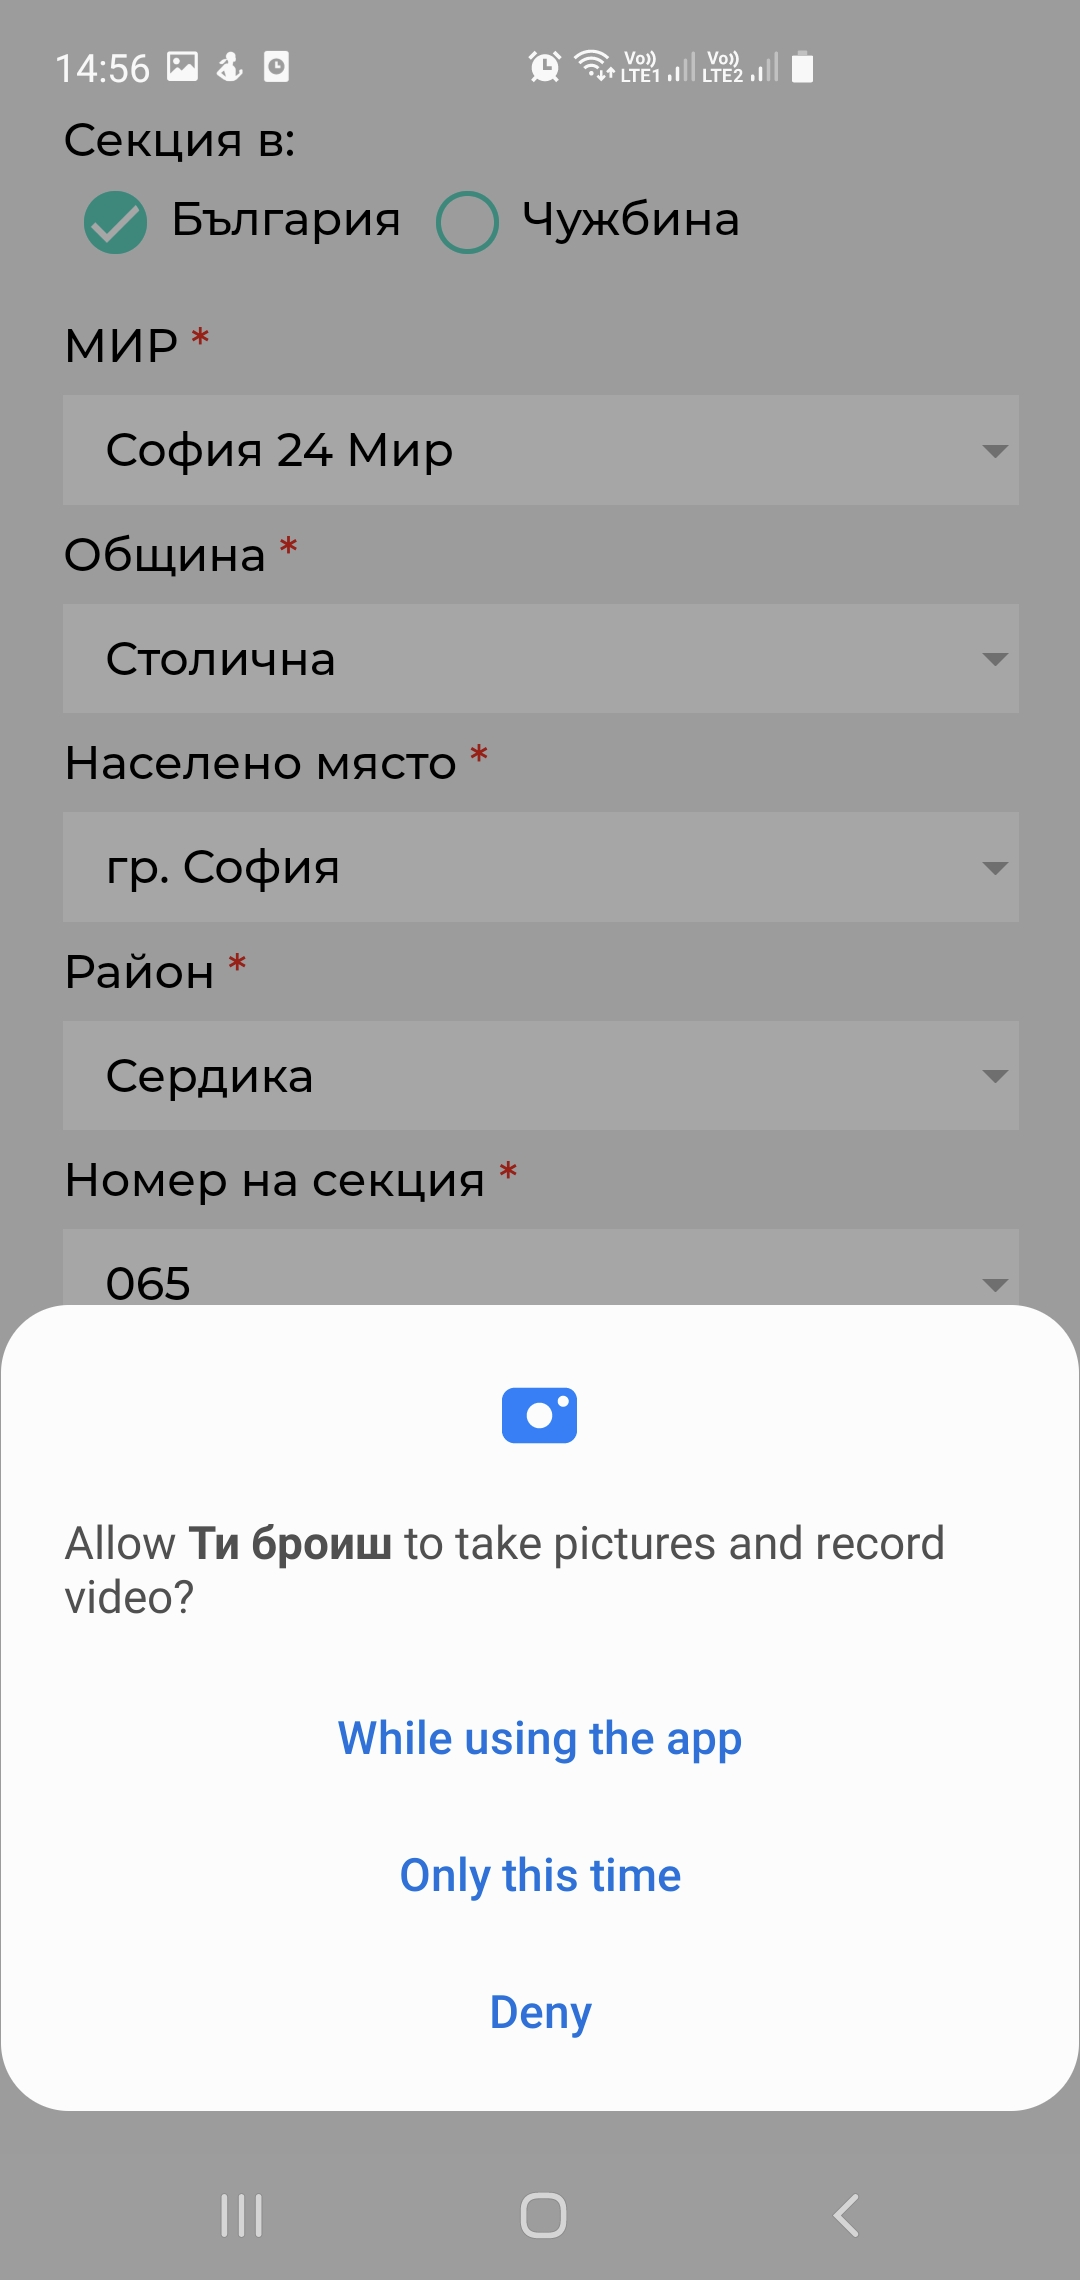 14:56 Vo)) LTE1 Vo)) LTE2
Секция в:
България Чужбина
МИР *
София 24 Мир
Община *
Столична
Населено място *
гр. София
Район *
Сердика
Номер на секция *
065
Allow Ти броиш to take pictures and record
video?
While using the app
Only this time
Deny